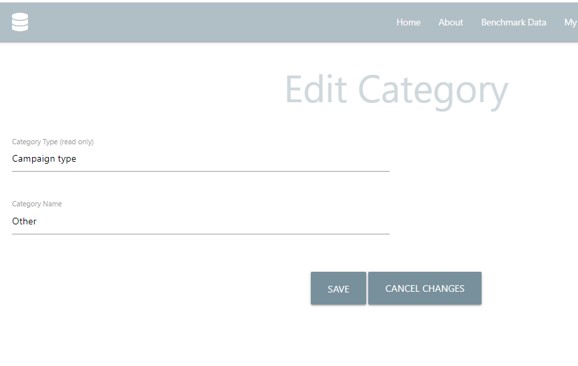 Home About Benchmark Data My
Edit Category
Category Type (read only)
Campaign type
Category Name
Other
SAVE CANCEL CHANGES